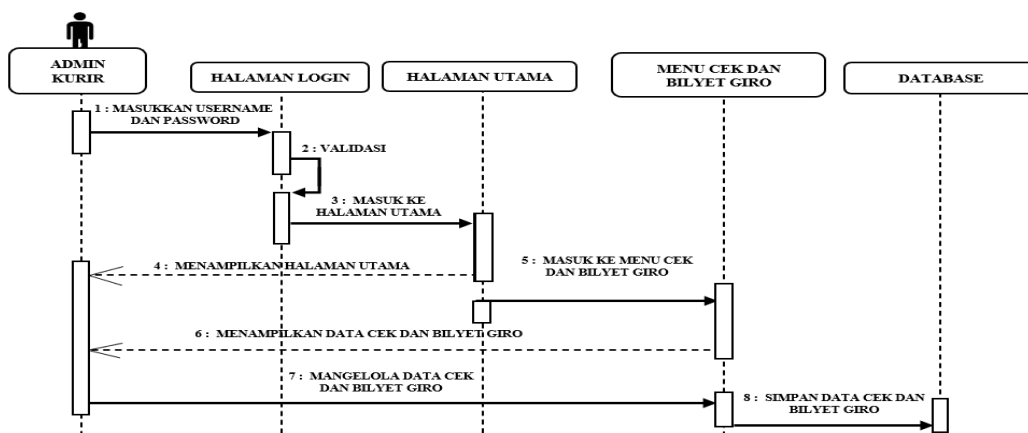 ADMIN
KURIR
HALAMAN LOGIN
HALAMAN UTAMA
MENU CEK DAN
BILYET GIRO
DATABASE
1 : MASUKKAN USERNAME
DAN PASSWORD
2 : VALIDASI
3 : MASUK KE
HALAMAN UTAMA
4 : MENAMPILKAN HALAMAN UTAMA
5 : MASUK KE MENU CEK
DAN BILYET GIRO
6 : MENAMPILKAN DATA CEK DAN BILYET GIRO
7 : MANGELOLA DATA CEK
DAN BILYET GIRO
8 : SIMPAN DATA CEK DAN
BILYET GIRO